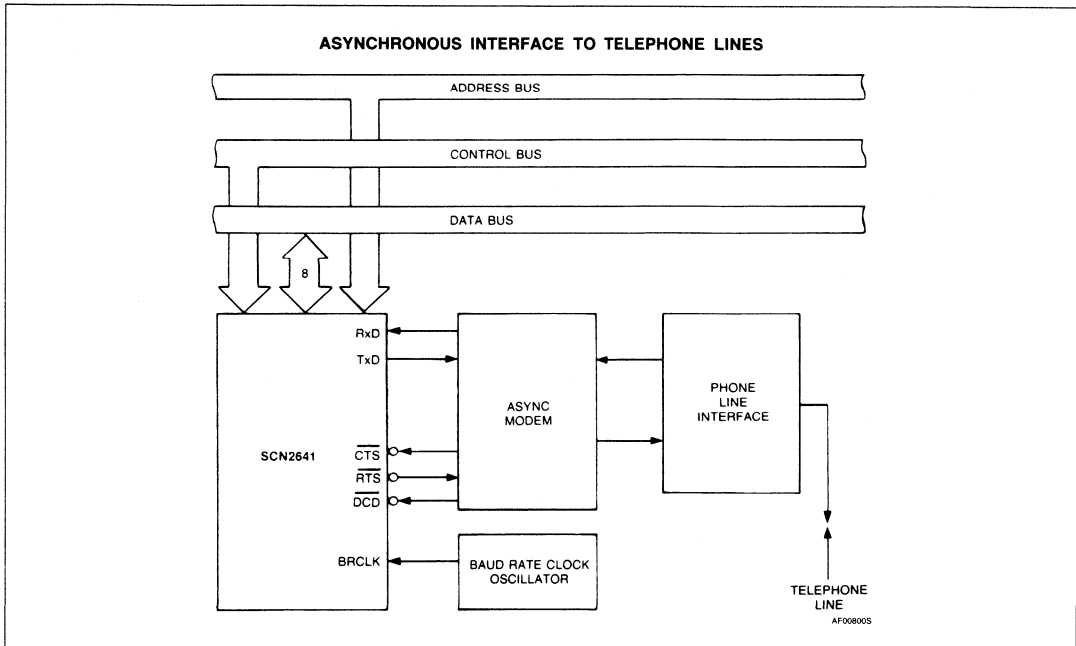 ASYNCHRONOUS INTERFACE TO TELEPHONE LINES
ADDRESS BUS
CONTROL BUS
DATA BUS
8
RxD
TxD
SCN2641
CTS
RTS
DCD
BRCLK
ASYNC
MODEM
PHONE
LINE
INTERFACE
BAUD RATE CLOCK
OSCILLATOR
TELEPHONE
LINE
AF00800S